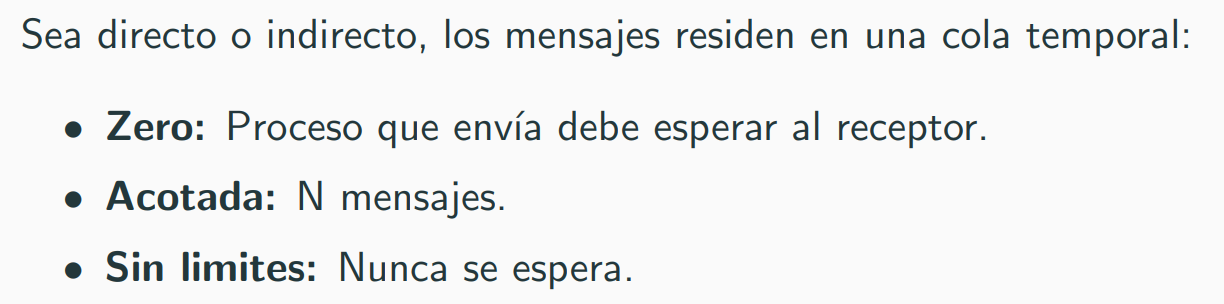 Sea directo o indirecto, los mensajes residen en una cola temporal:
• Zero: Proceso que envía debe esperar al receptor.
• Acotada: N mensajes.
• Sin limites: Nunca se espera.